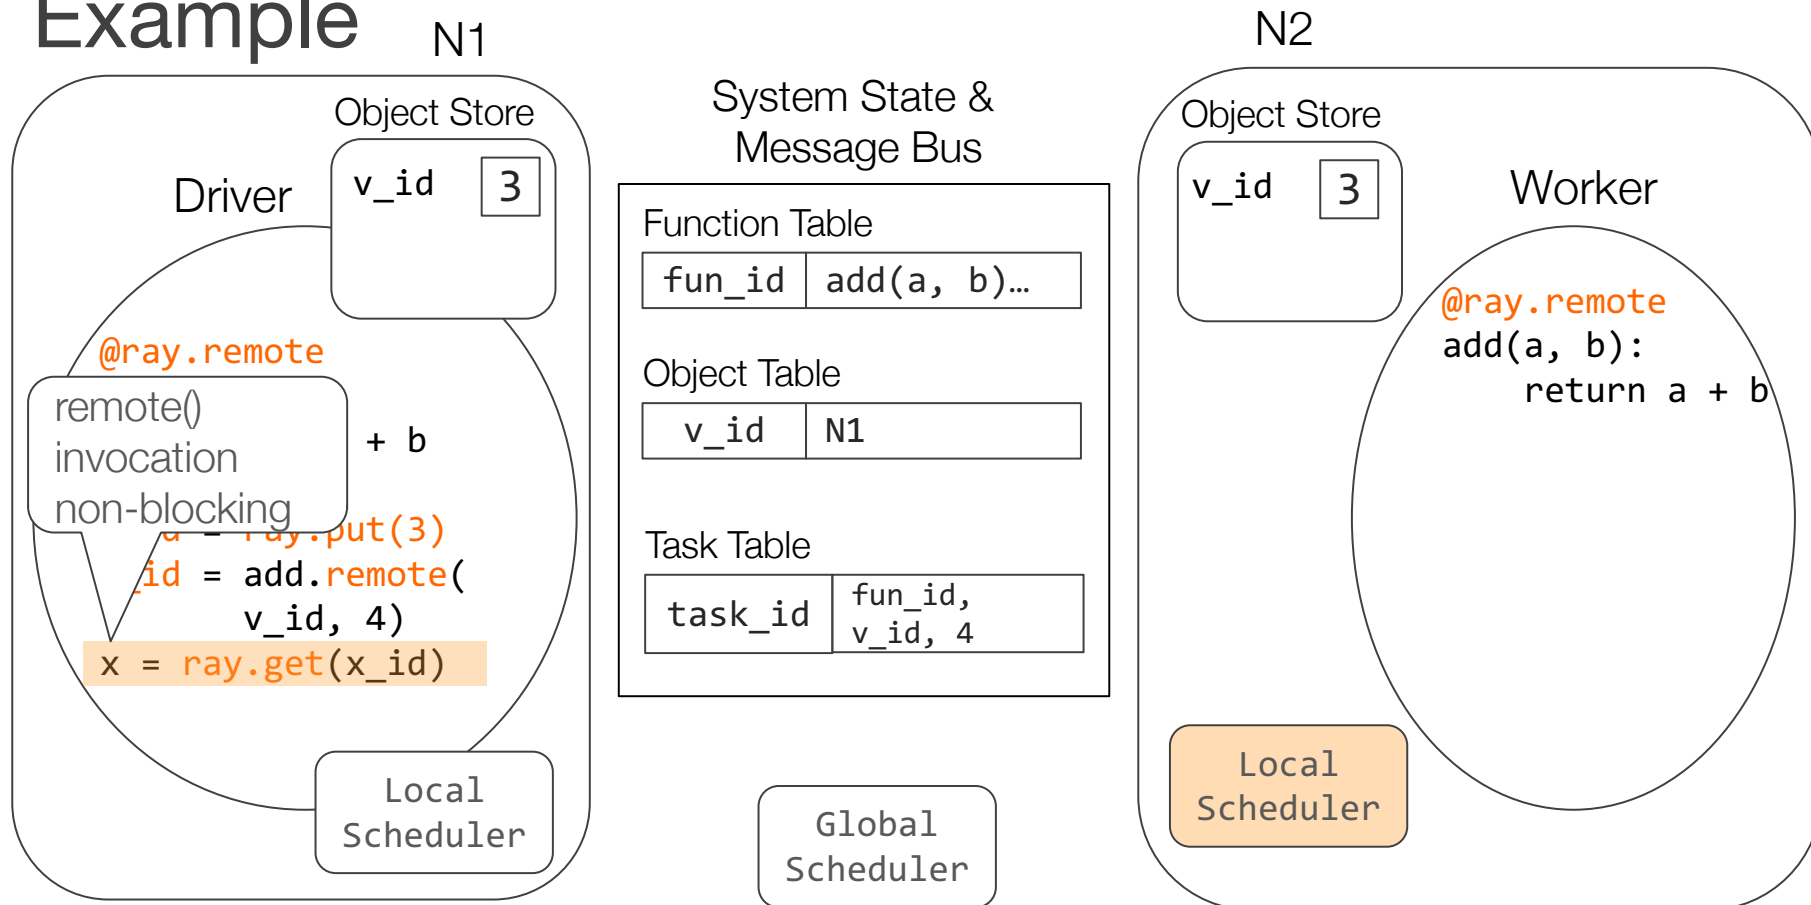 Example
N1
N2
Object Store
v_id 3
Driver
@ray.remote
+ b
remote()
invocation
non-blocking
= ray.put(3)
_id = add.remote(
v_id, 4)
x = ray.get(x_id)
Local
Scheduler
System State &
Message Bus
Function Table
fun_id add(a, b)…
Object Table
v_id N1
Task Table
task_id fun_id,
v_id, 4
Global
Scheduler
Object Store
v_id 3
Worker
@ray.remote
add(a, b):
return a + b
Local
Scheduler